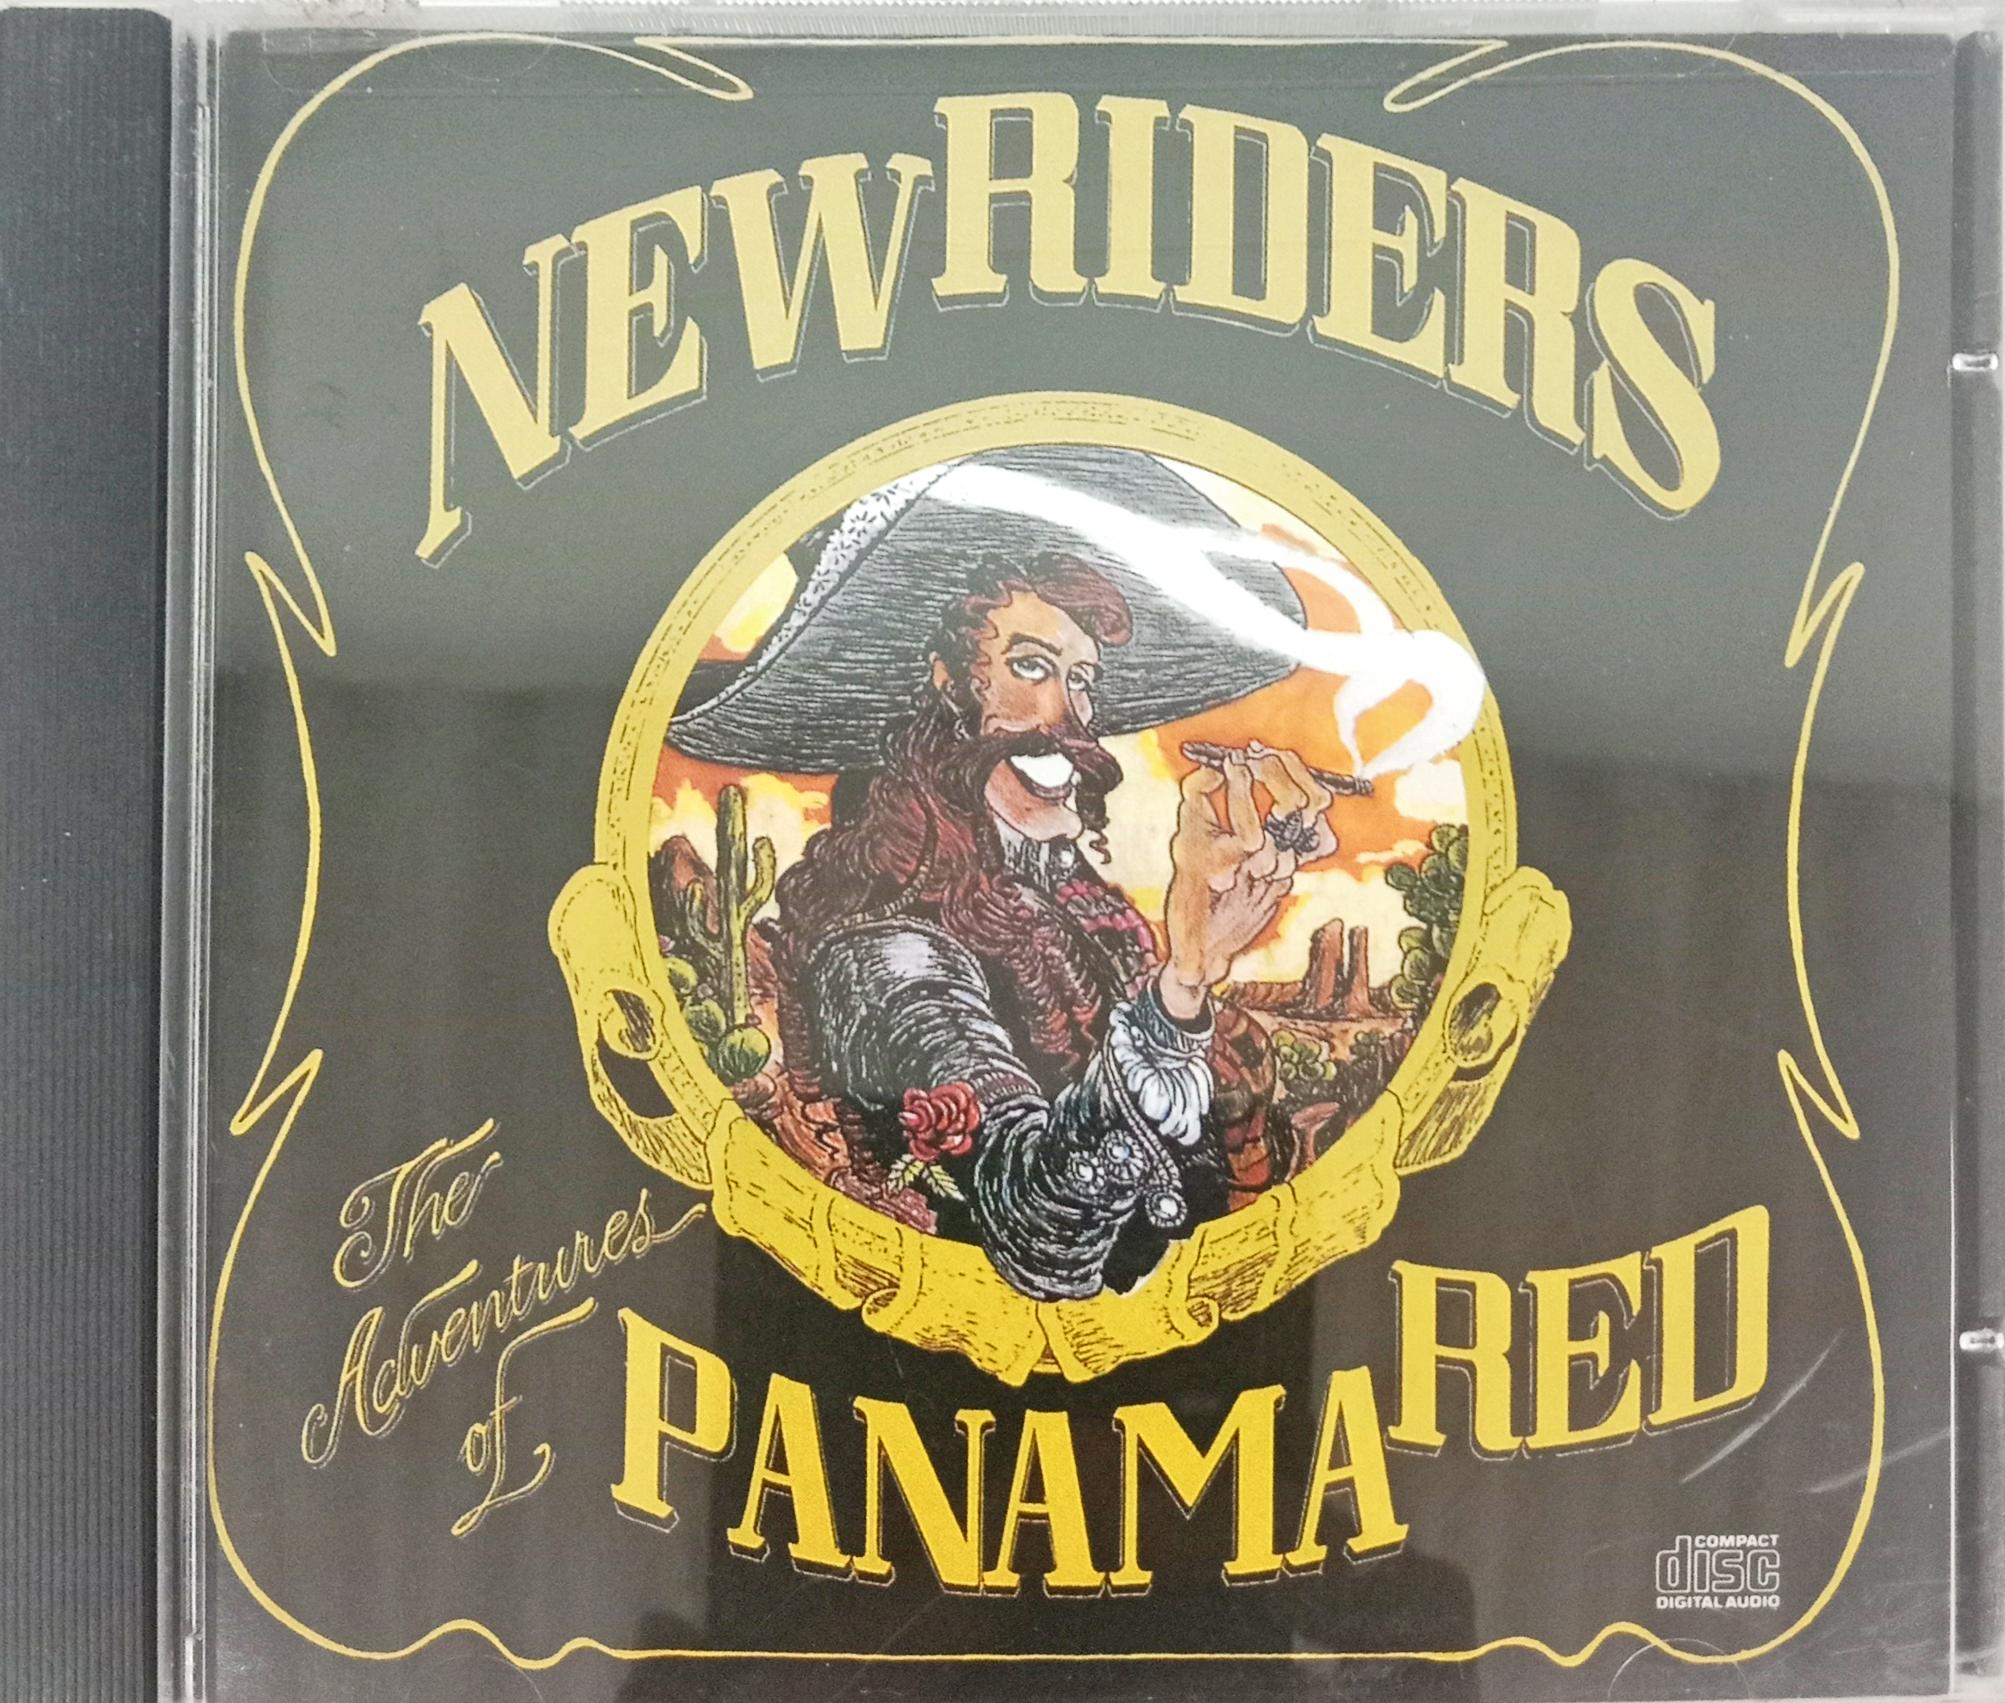 NEW RIDERS
The
Adventures
of
PANAMA RED
COMPACT
disc
DIGITAL AUDIO